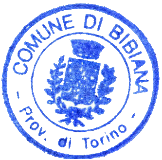 COMUNE DI BIBIANA
- Prov. di Torino -